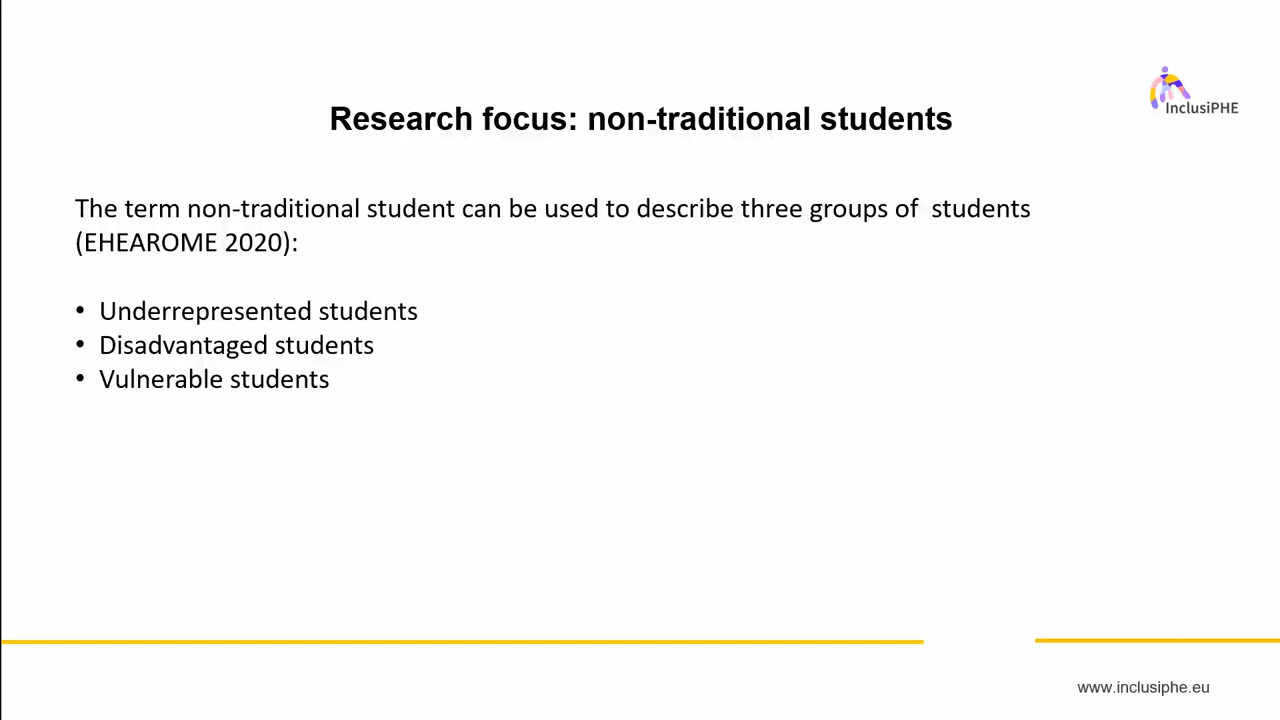 InclusiPHE
Research focus: non-traditional students
The term non-traditional student can be used to describe three groups of  students
(EHEAROME 2020):
• Underrepresented students
• Disadvantaged students
• Vulnerable students
www.inclusiphe.eu